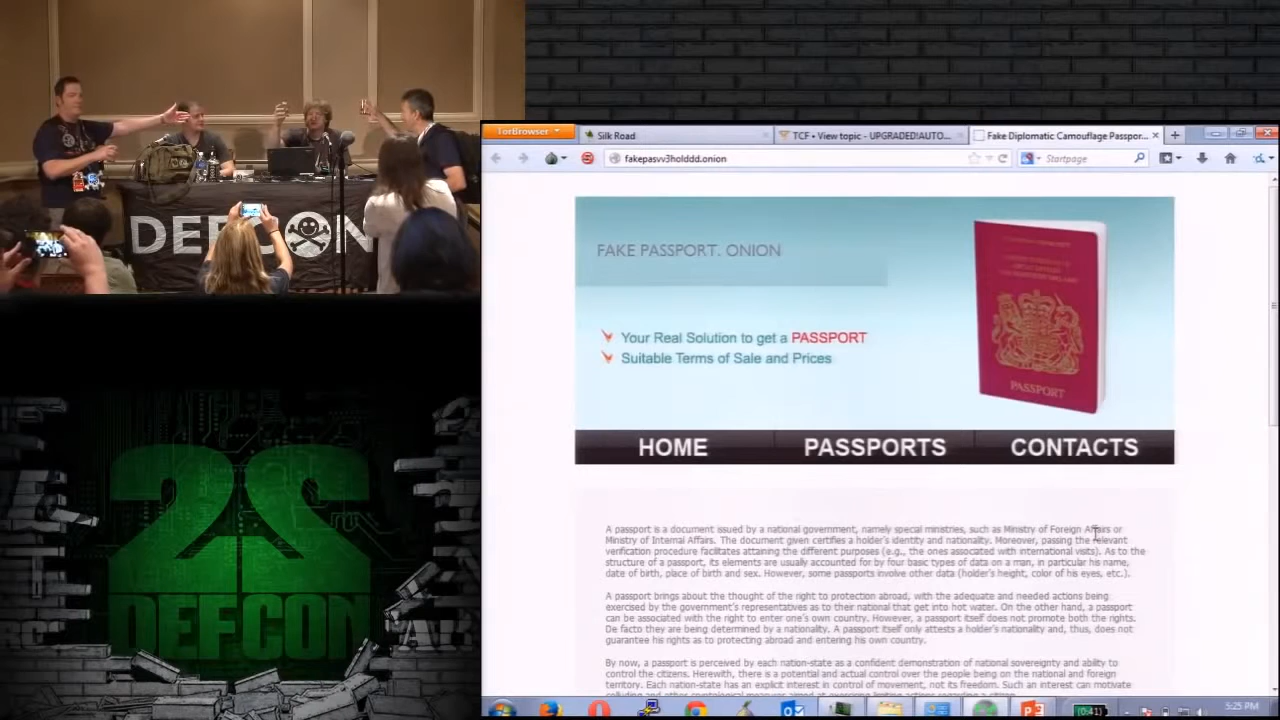 DEFCON
22
DEFCON
TorBrowser
Silk Road
TCF • View topic - UPGRADED!AUTO...
Fake Diplomatic Camouflage Passpor...
fakepasvv3holddd.onion
Startpage
FAKE PASSPORT. ONION
Your Real Solution to get a PASSPORT
Suitable Terms of Sale and Prices
PASSPORT
HOME
PASSPORTS
CONTACTS
A passport is a document issued by a national government, namely special ministries, such as Ministry of Foreign Affairs or
Ministry of Internal Affairs. The document given certifies a holder's identity and nationality. Moreover, passing the relevant
verification procedure facilitates attaining the different purposes (e.g., the ones associated with international visits). As to the
structure of a passport, its elements are usually accounted for by four basic types of data on a man, in particular his name,
date of birth, place of birth and sex. However, some passports involve other data (holder's height, color of his eyes, etc.).
A passport brings about the thought of the right to protection abroad, with the adequate and needed actions being
exercised by the government's representatives as to their national that get into hot water. On the other hand, a passport
can be associated with the right to enter one's own country. However, a passport itself does not promote both the rights.
De facto they are being determined by a nationality. A passport itself only attests a holder's nationality and, thus, does not
guarantee his rights as to protecting abroad and entering his own country.
By now, a passport is perceived by each nation-state as a confident demonstration of national sovereignty and ability to
control the citizens. Herewith, there is a potential and actual control over the people being on the national and foreign
territory. Each nation-state has an explicit interest in control of movement, not its freedom. Such an interest can motivate
(0:41)
5:25 PM